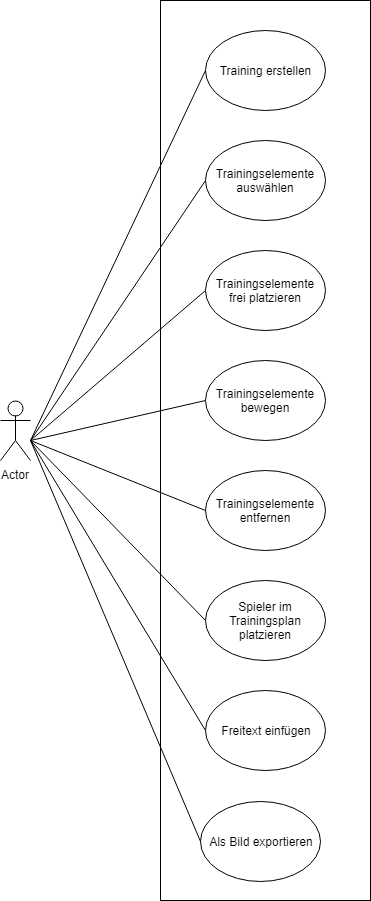 Training erstellen
Trainingselemente
auswählen
Trainingselemente
frei platzieren
Trainingselemente
bewegen
Actor
Trainingselemente
entfernen
Spieler im
Trainingsplan
platzieren
Freitext einfügen
Als Bild exportieren